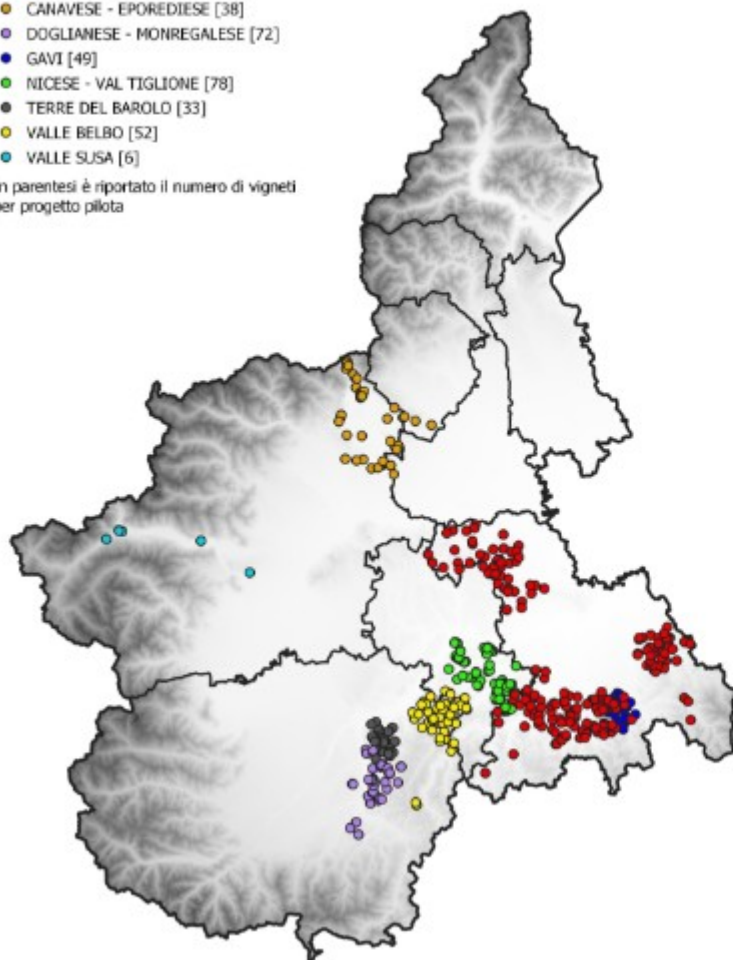 CANAVESE - EPOREDIESE [38]
DOGLIANESE - MONREGALESE [72]
GAVI [49]
NICESE - VAL TIGLIONE [78]
TERRE DEL BAROLO [33]
VALLE BELBO [52]
VALLE SUSA [6]
n parentesi è riportato il numero di vigneti
per progetto pilota